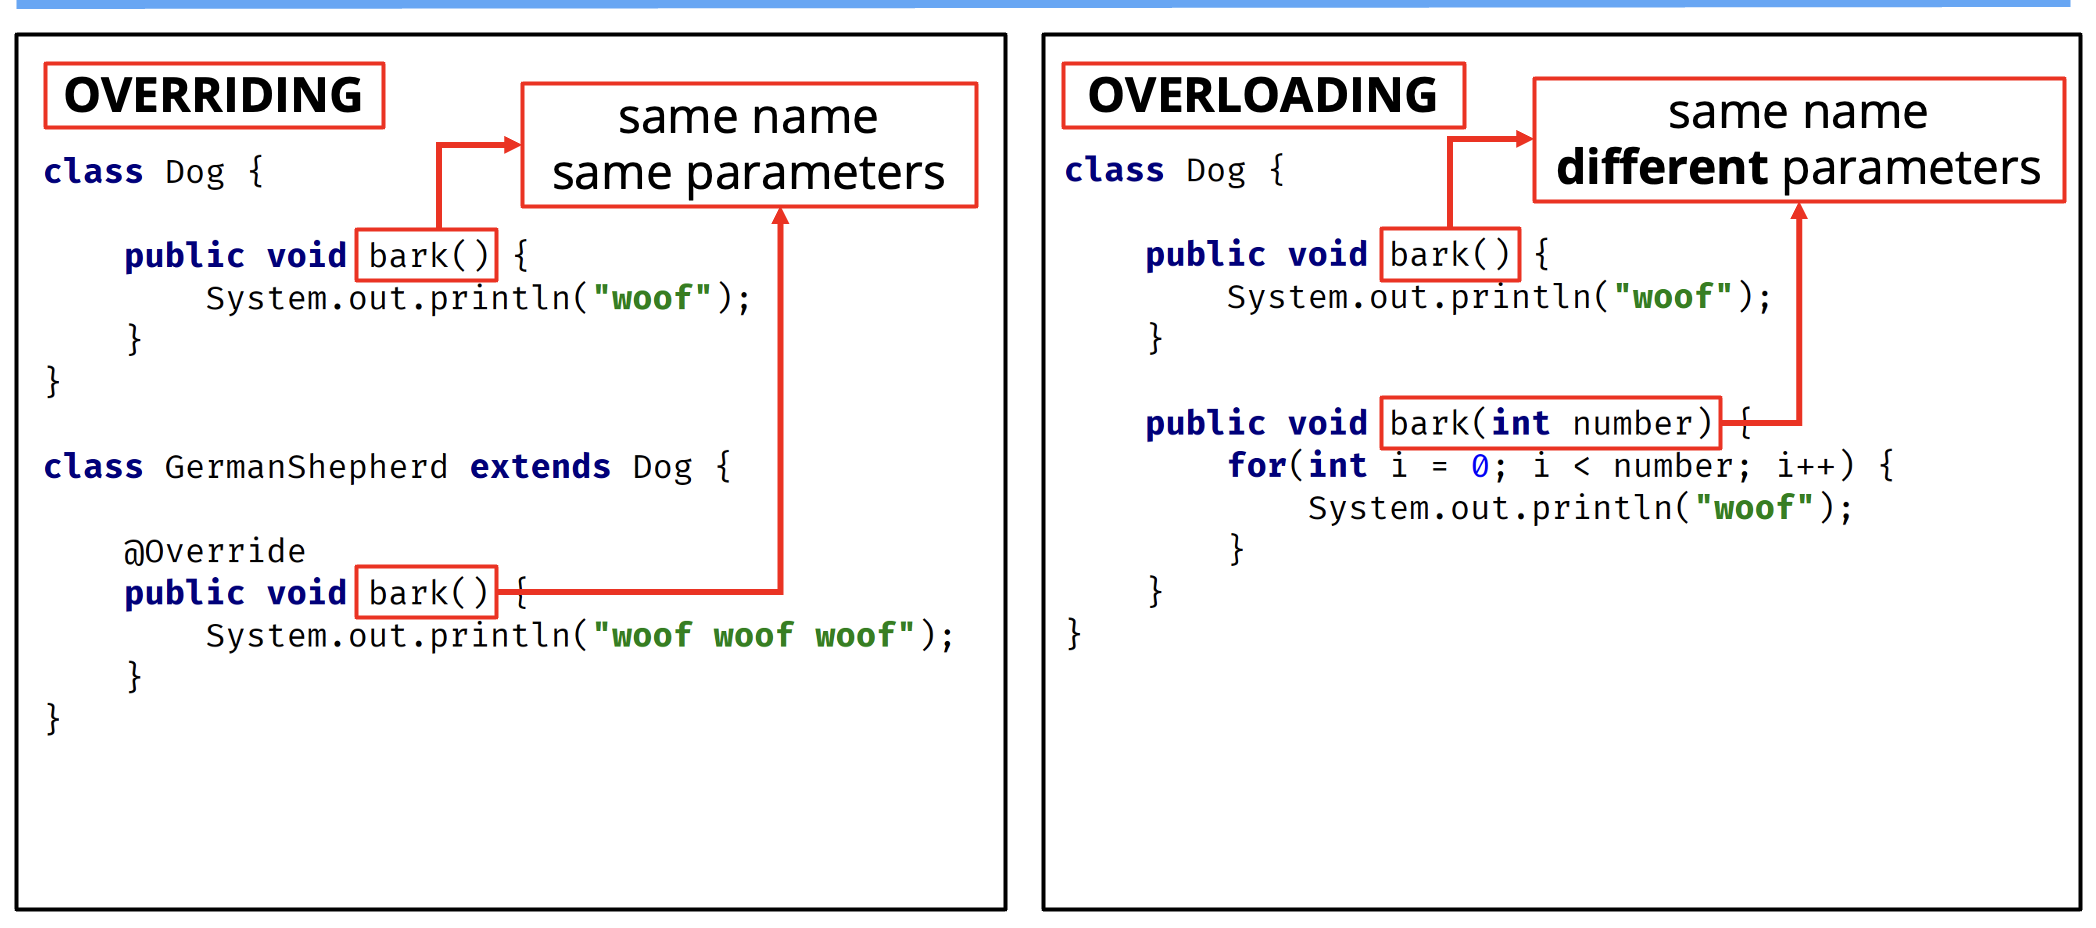 OVERRIDING
same name
same parameters
class Dog {
public void bark() {
System.out.println("woof");
}
}
class GermanShepherd extends Dog {
@Override
public void bark() {
System.out.println("woof woof woof");
}
}
OVERLOADING
same name
different parameters
class Dog {
public void bark() {
System.out.println("woof");
}
public void bark(int number) {
for(int i = 0; i < number; i++) {
System.out.println("woof");
}
}
}